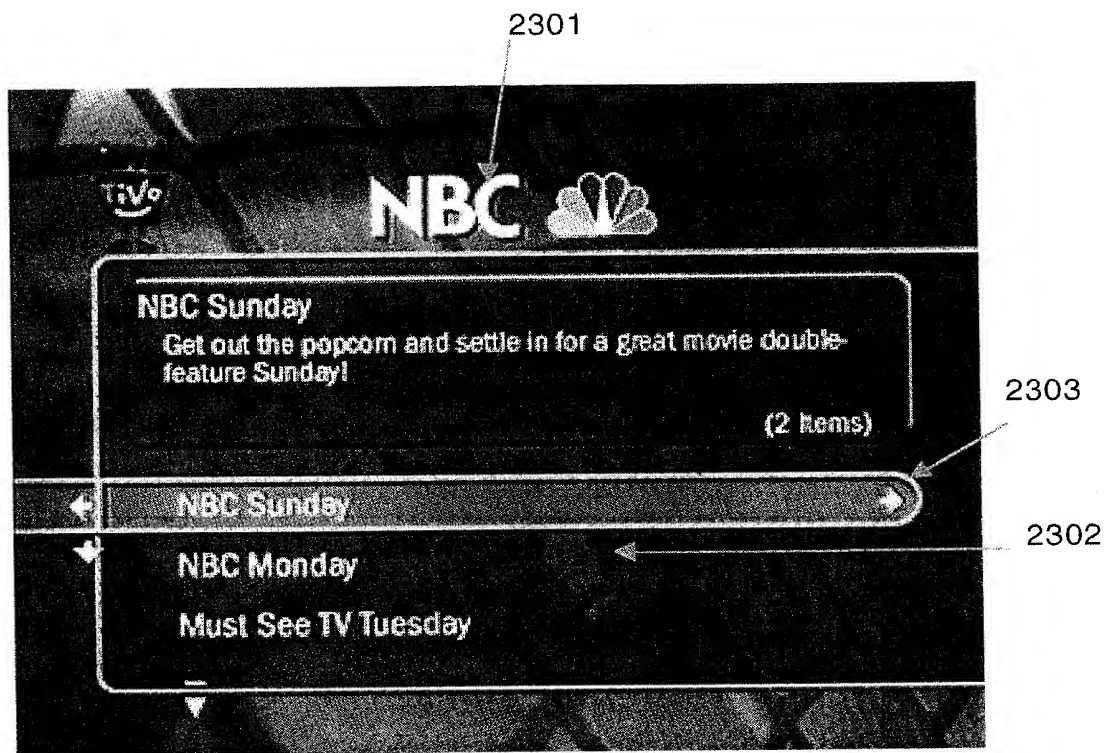 2301
TiVo
NBC
NBC Sunday
Get out the popcorn and settle in for a great movie double-
feature Sunday!
(2 Items)
2303
NBC Sunday
2302
NBC Monday
Must See TV Tuesday